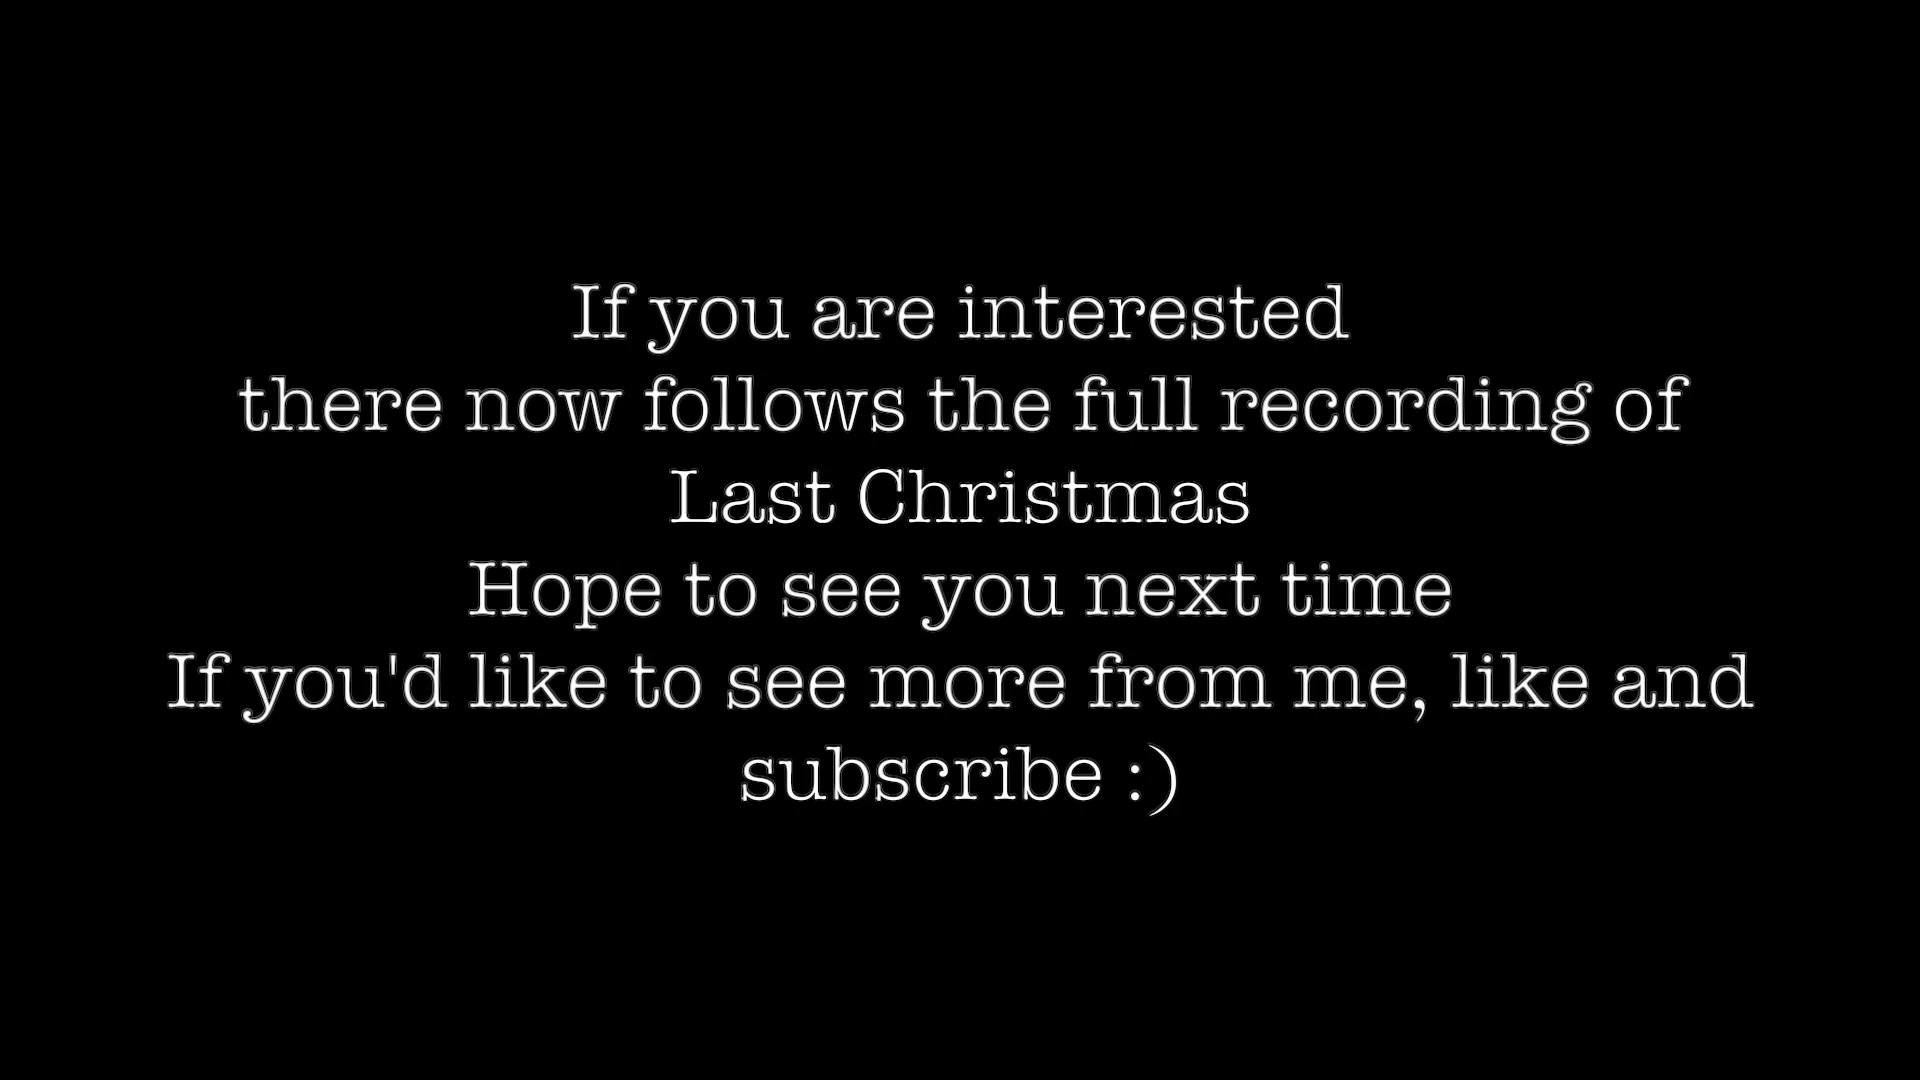 If you are interested
there now follows the full recording of
Last Christmas
Hope to see you next time
If you'd like to see more from me, like and
subscribe :)